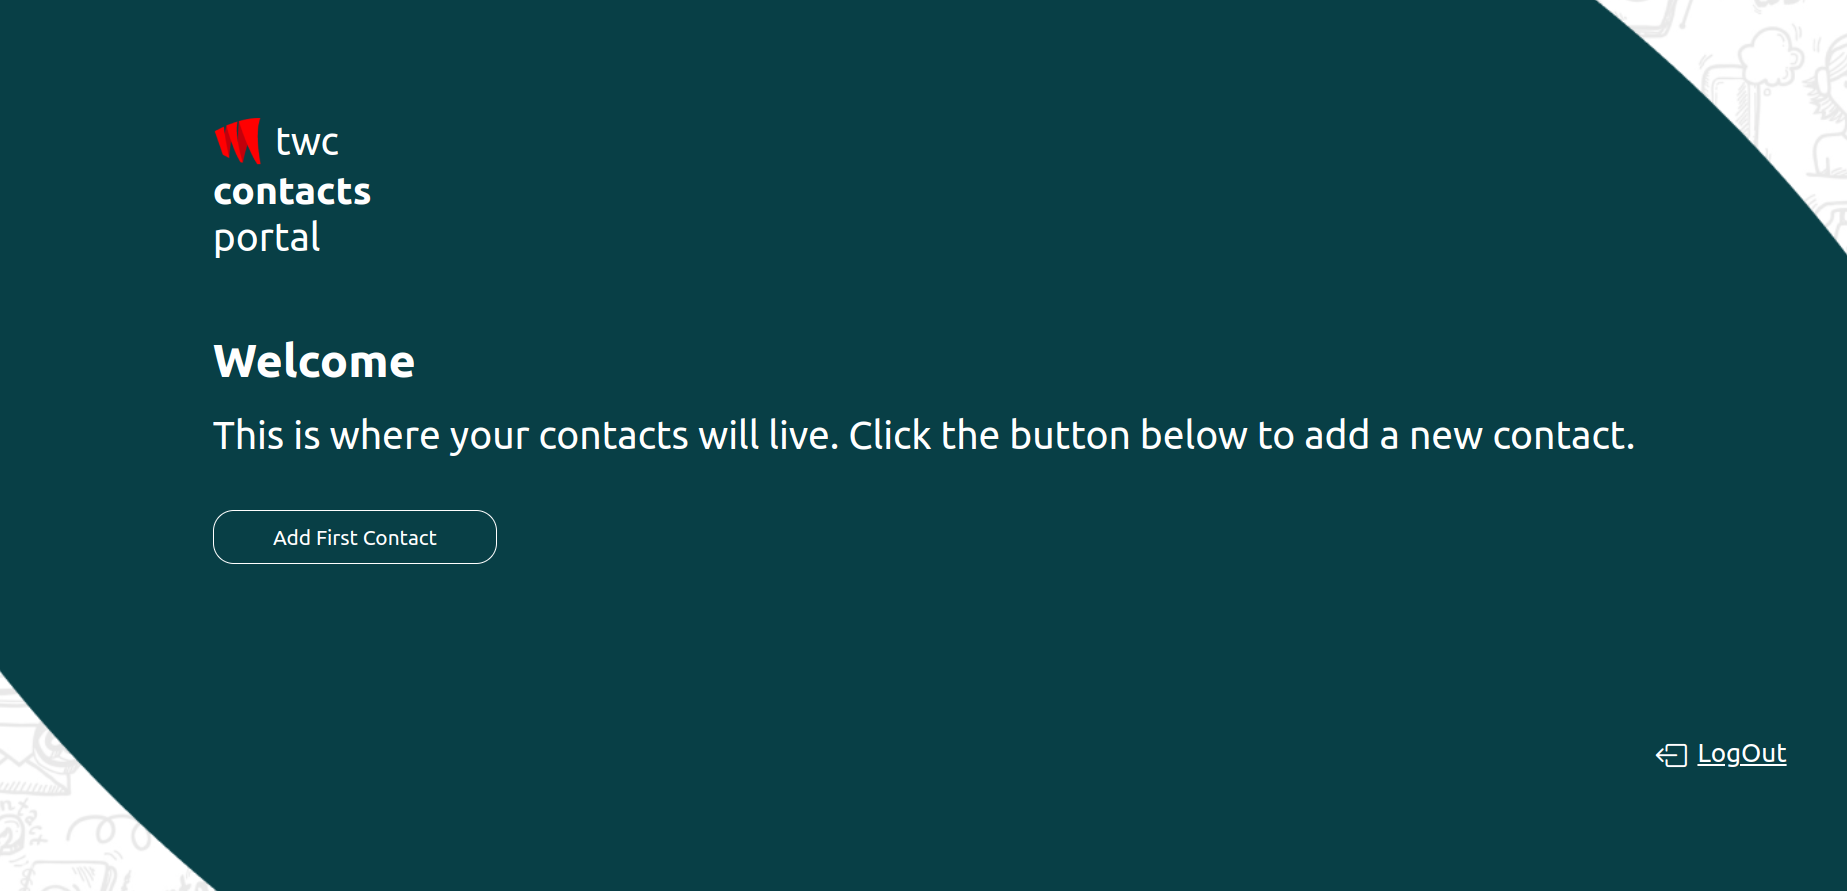 twc
contacts
portal
Welcome
This is where your contacts will live. Click the button below to add a new contact.
Add First Contact
LogOut